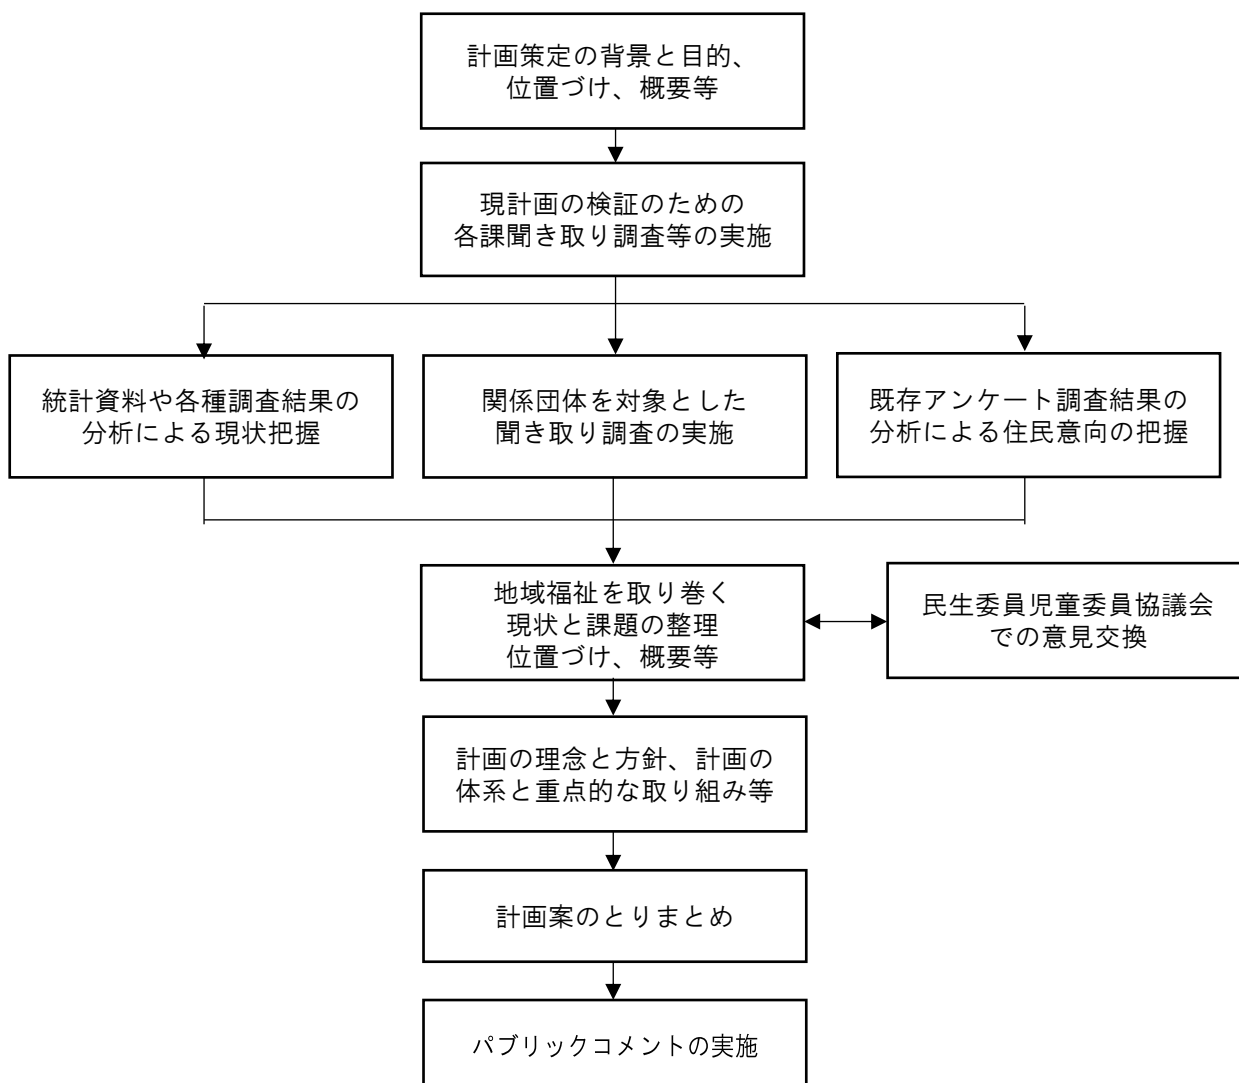 計画策定の背景と目的、
位置づけ、概要等
現計画の検証のための
各課聞き取り調査等の実施
統計資料や各種調査結果の
分析による現状把握
関係団体を対象とした
聞き取り調査の実施
既存アンケート調査結果の
分析による住民意向の把握
地域福祉を取り巻く
現状と課題の整理
位置づけ、概要等
民生委員児童委員協議会
での意見交換
計画の理念と方針、計画の
体系と重点的な取り組み等
計画案のとりまとめ
パブリックコメントの実施